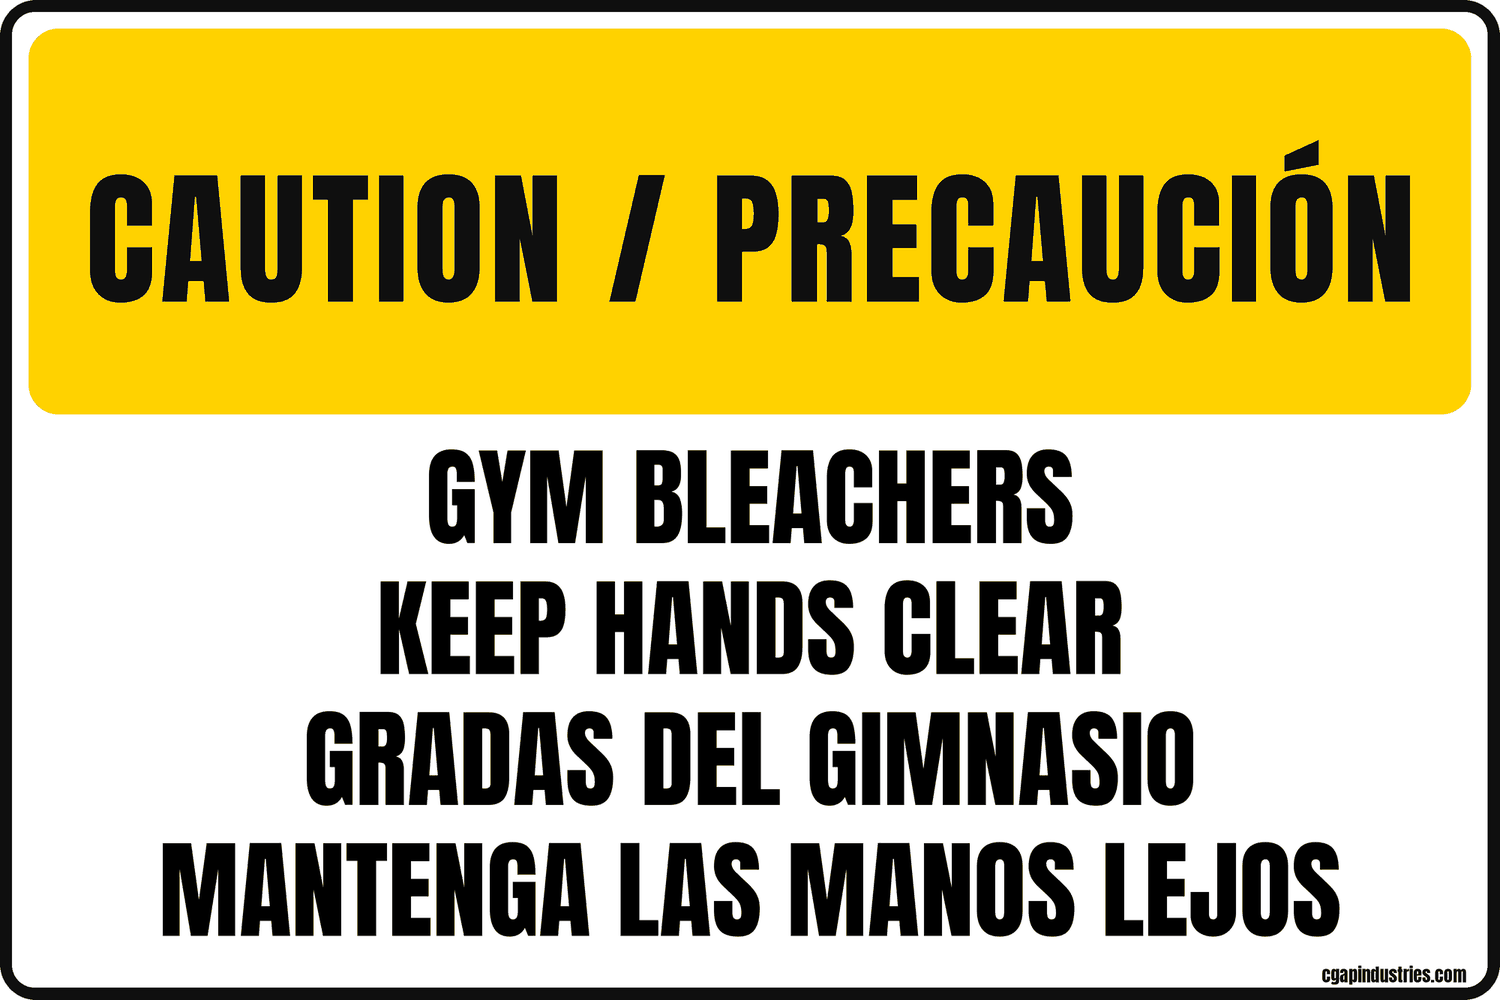 CAUTION / PRECAUCIÓN
GYM BLEACHERS
KEEP HANDS CLEAR
GRADAS DEL GIMNASIO
MANTENGA LAS MANOS LEJOS
cgapindustries.com